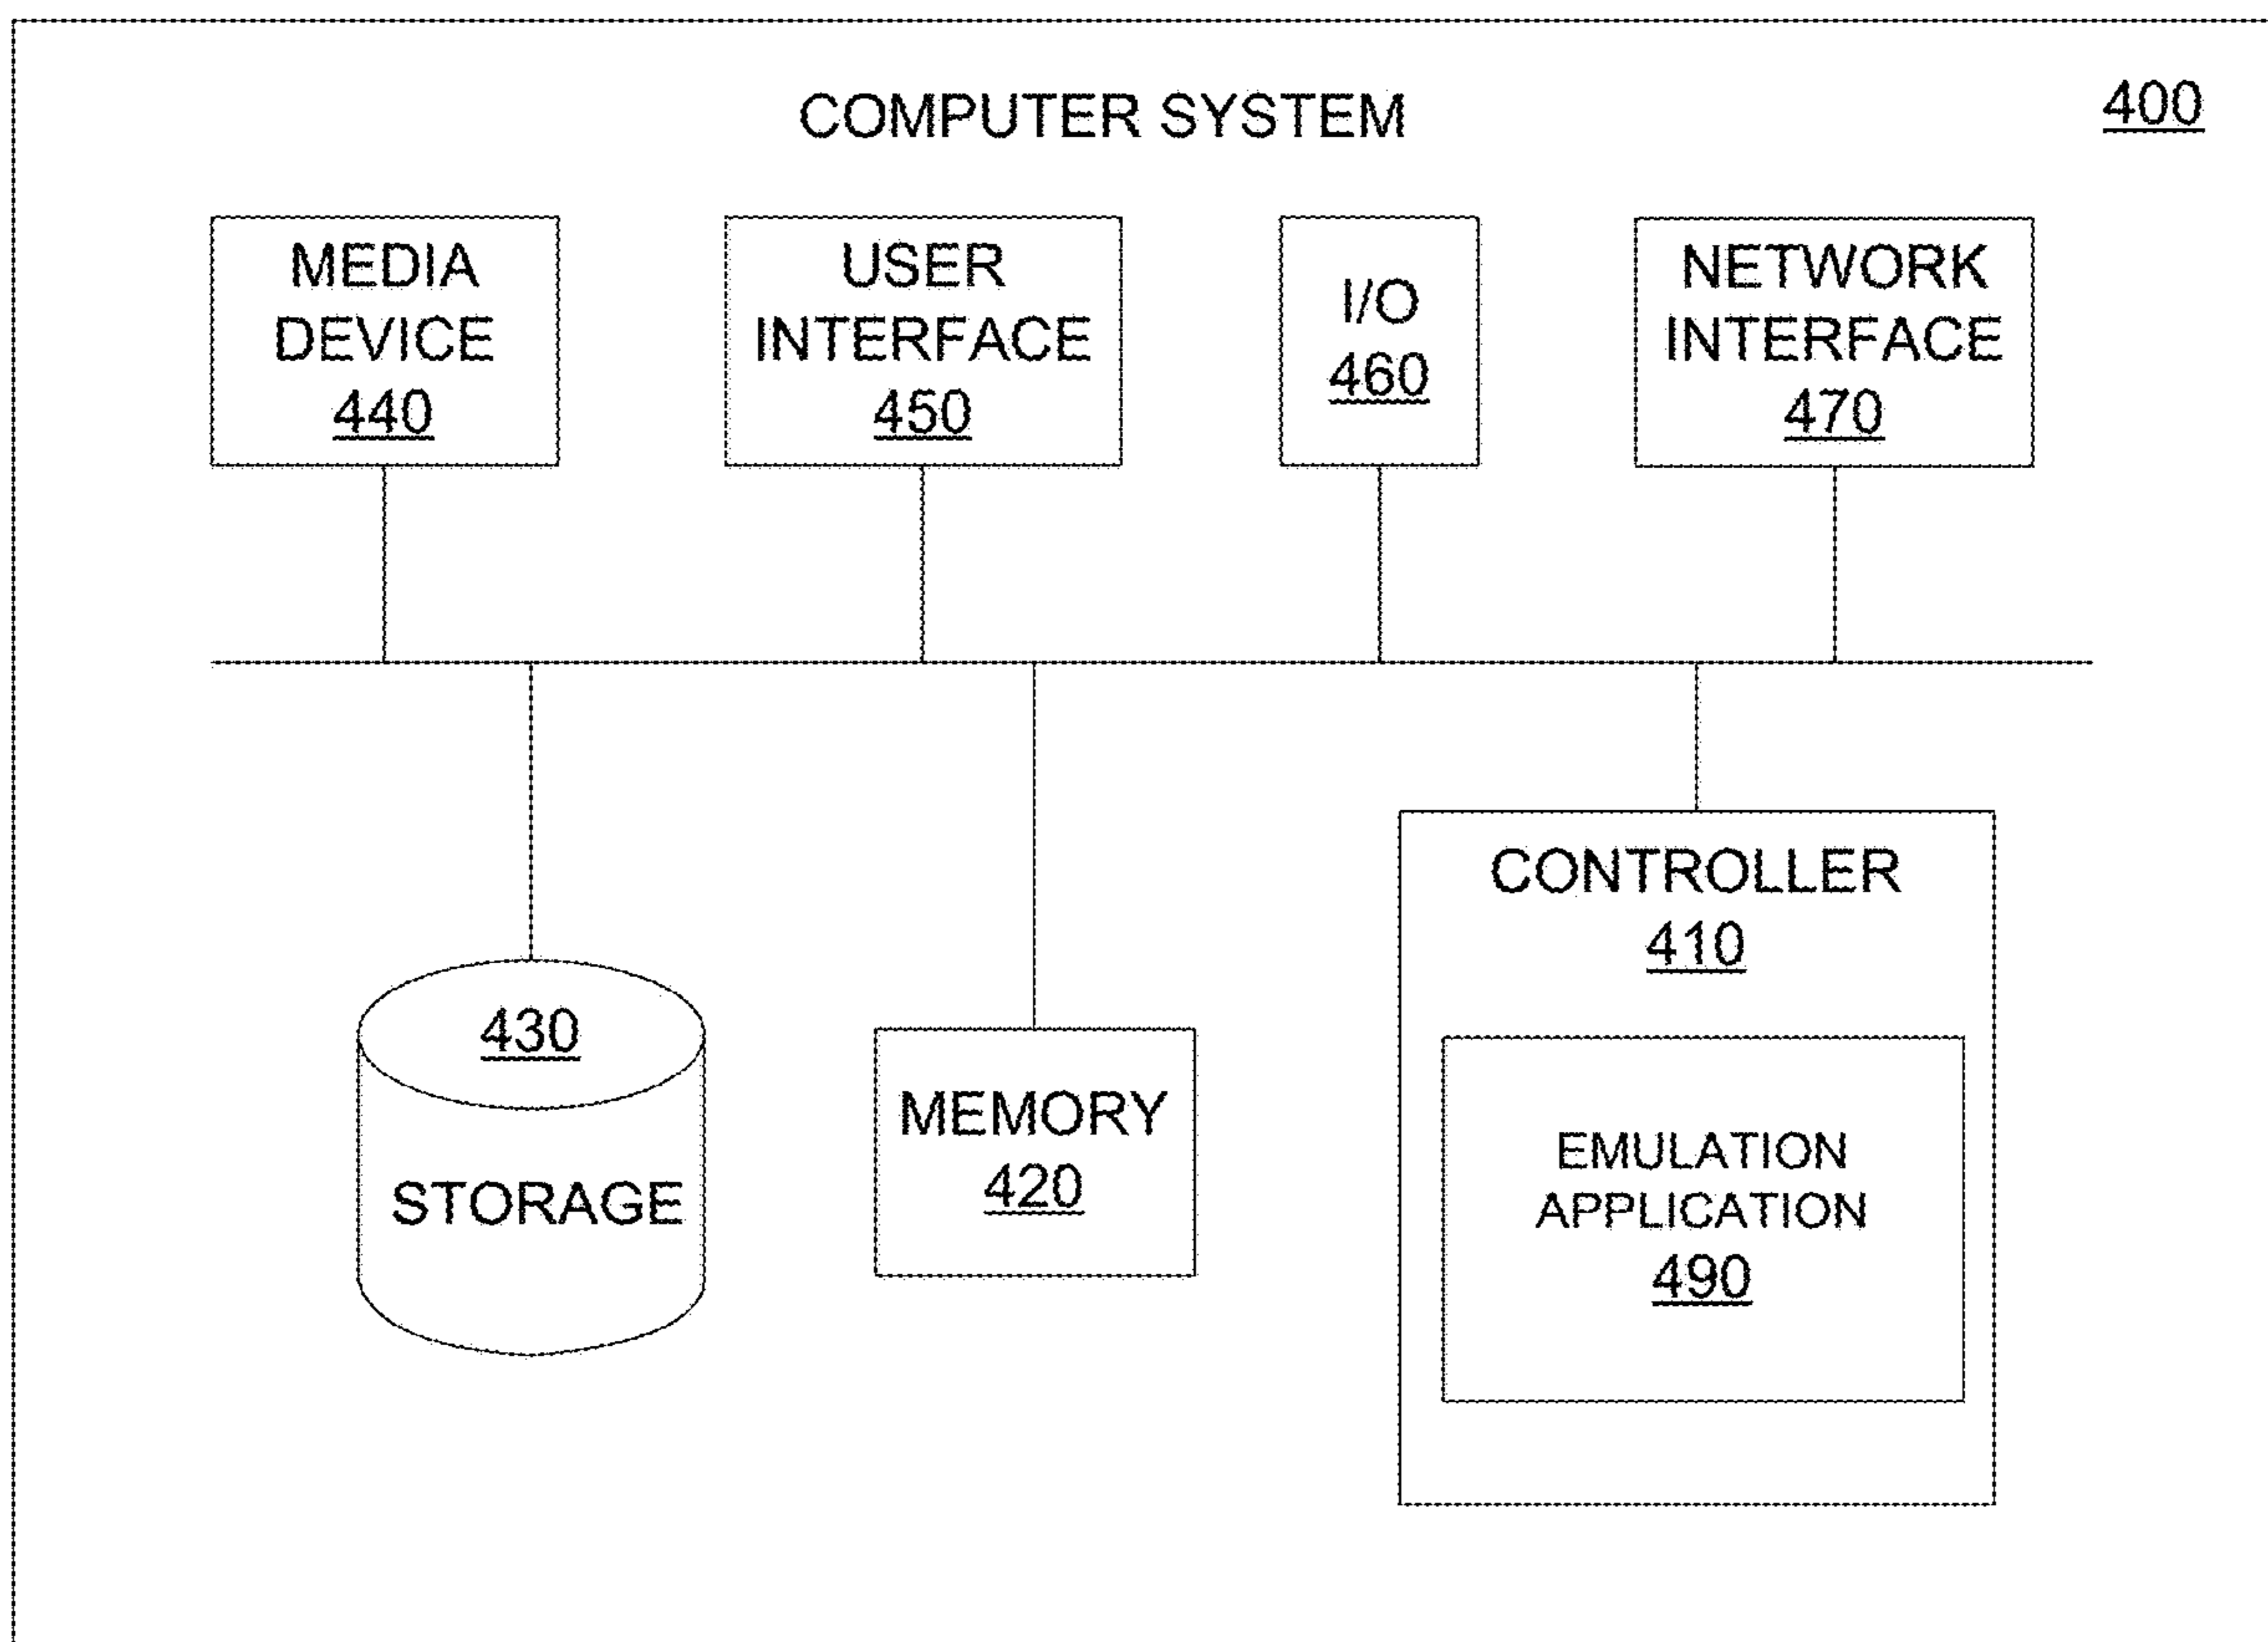 COMPUTER SYSTEM
400
MEDIA
DEVICE
440
USER
INTERFACE
450
I/O
460
NETWORK
INTERFACE
470
430
STORAGE
MEMORY
420
CONTROLLER
410
EMULATION
APPLICATION
490